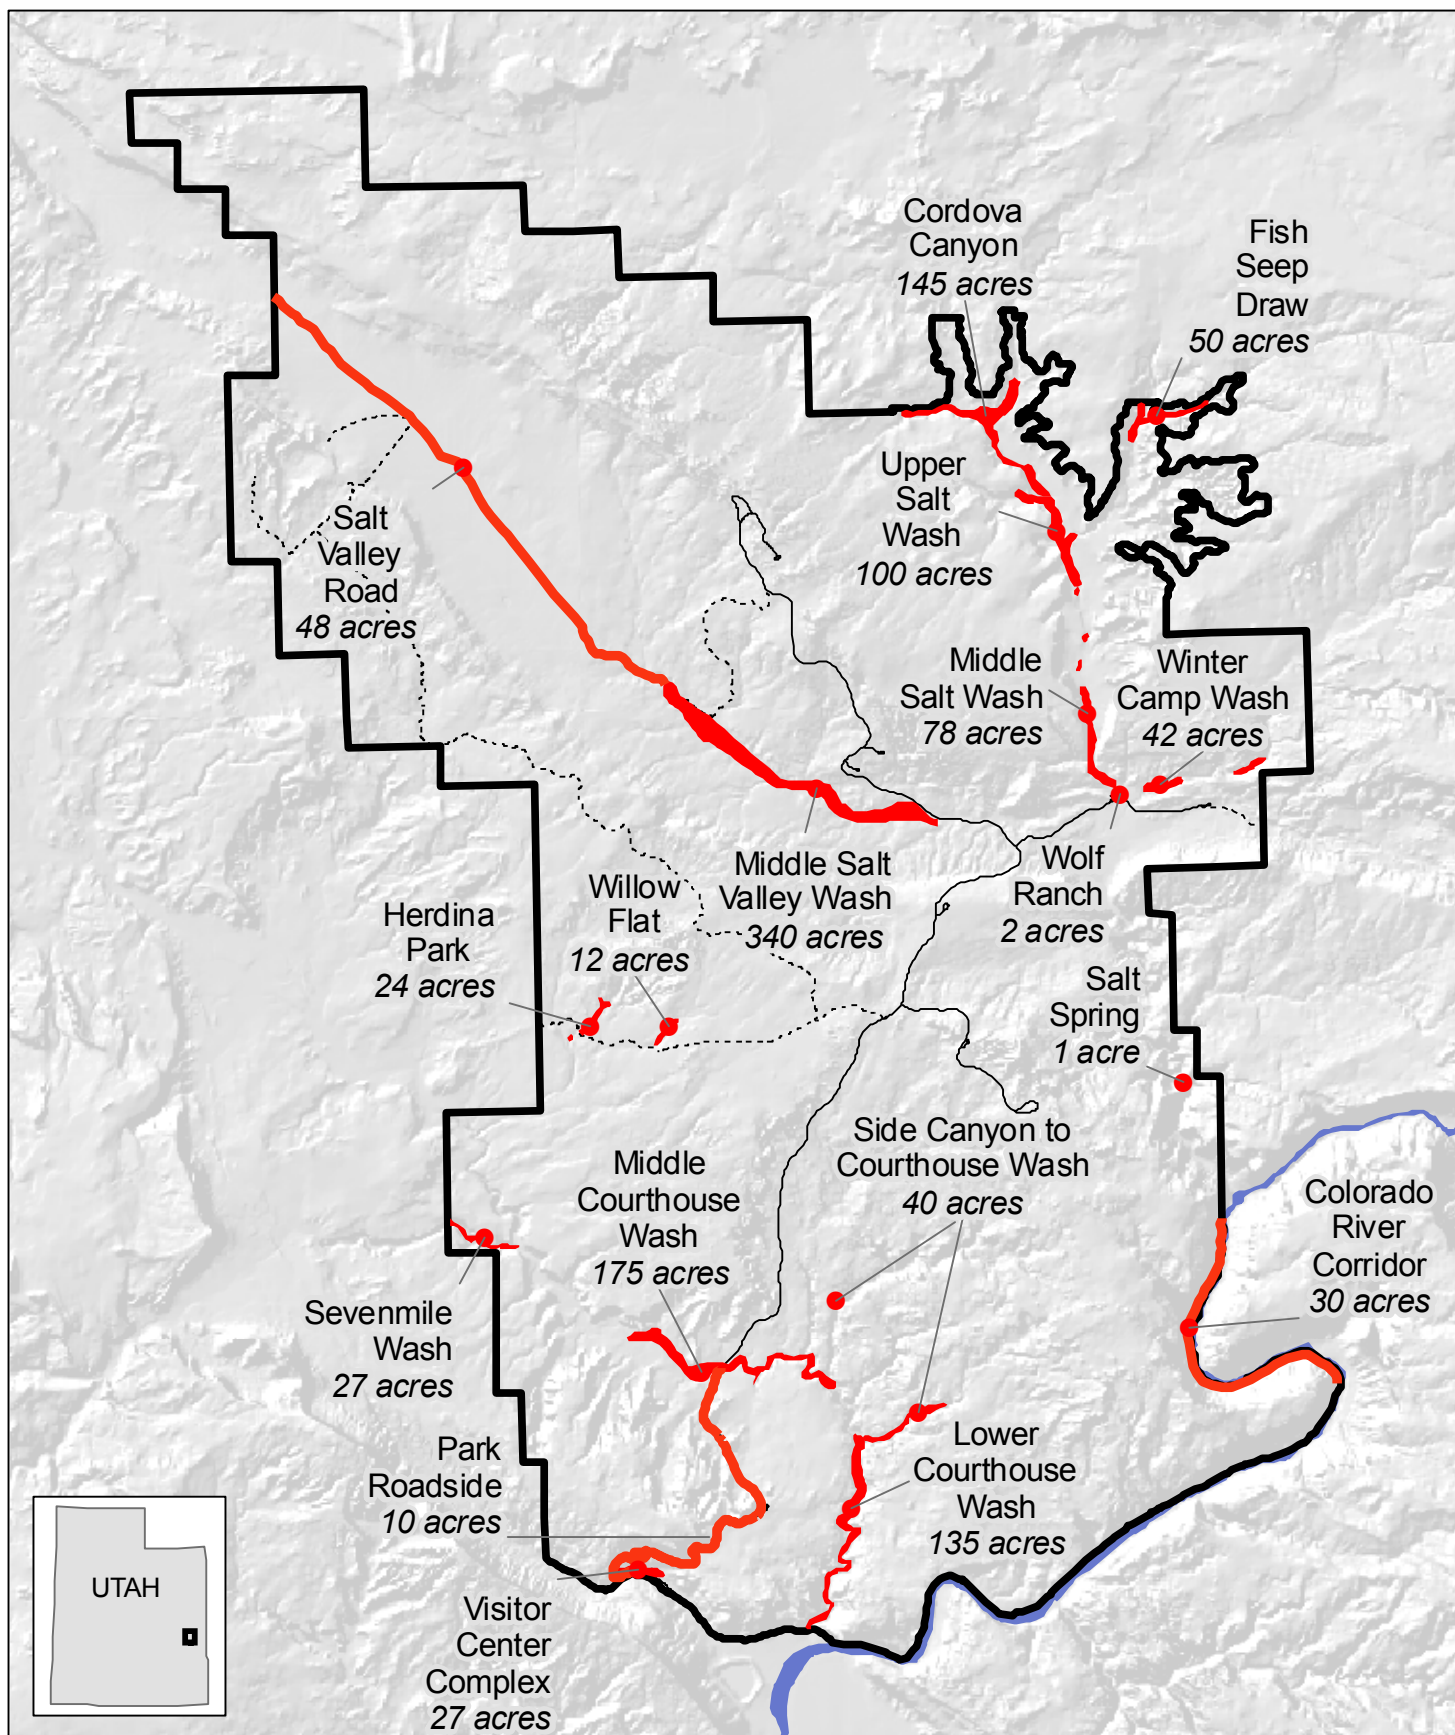 Cordova
Canyon
145 acres
Fish
Seep
Draw
50 acres
Upper
Salt
Wash
100 acres
Salt
Valley
Road
48 acres
Middle
Salt Wash
78 acres
Winter
Camp Wash
42 acres
Middle Salt
Valley Wash
340 acres
Wolf
Ranch
2 acres
Willow
Flat
12 acres
Herdina
Park
24 acres
Salt
Spring
1 acre
Side Canyon to
Courthouse Wash
40 acres
Middle
Courthouse
Wash
175 acres
Colorado
River
Corridor
30 acres
Sevenmile
Wash
27 acres
Lower
Courthouse
Wash
135 acres
Park
Roadside
10 acres
Visitor
Center
Complex
27 acres
UTAH